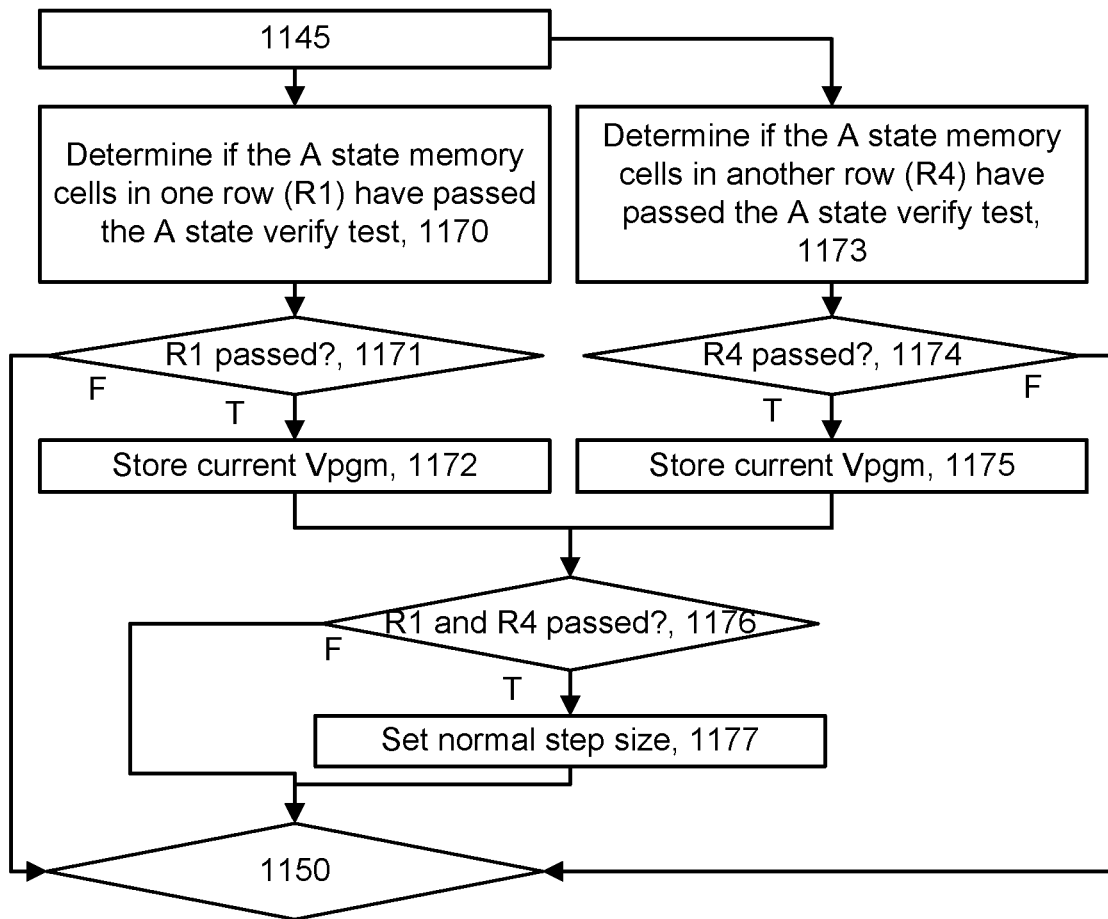 1145
Determine if the A state memory
cells in one row (R1) have passed
the A state verify test, 1170
Determine if the A state memory
cells in another row (R4) have
passed the A state verify test,
1173
R1 passed?, 1171
F
T
R4 passed?, 1174
T
F
Store current Vpgm, 1172
Store current Vpgm, 1175
R1 and R4 passed?, 1176
F
T
Set normal step size, 1177
1150